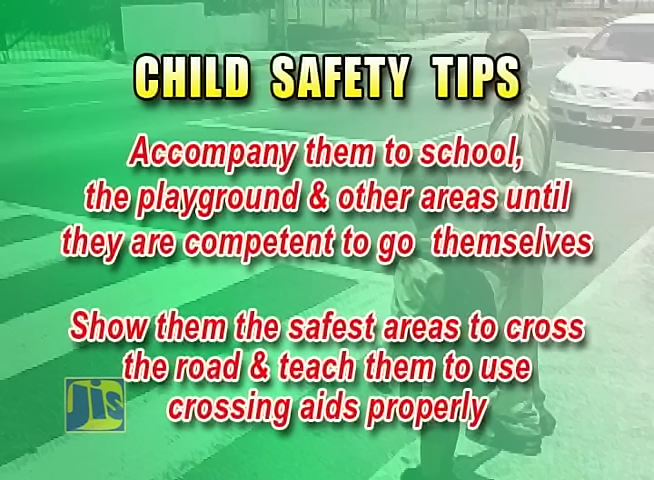 CHILD SAFETY TIPS
Accompany them to school,
the playground & other areas until
they are competent to go themselves
Show them the safest areas to cross
the road & teach them to use
crossing aids properly
JIS